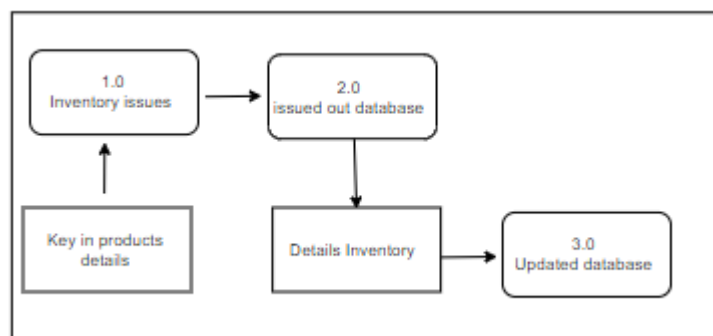 1.0
Inventory issues
2.0
issued out database
Key in products
details
Details Inventory
3.0
Updated database